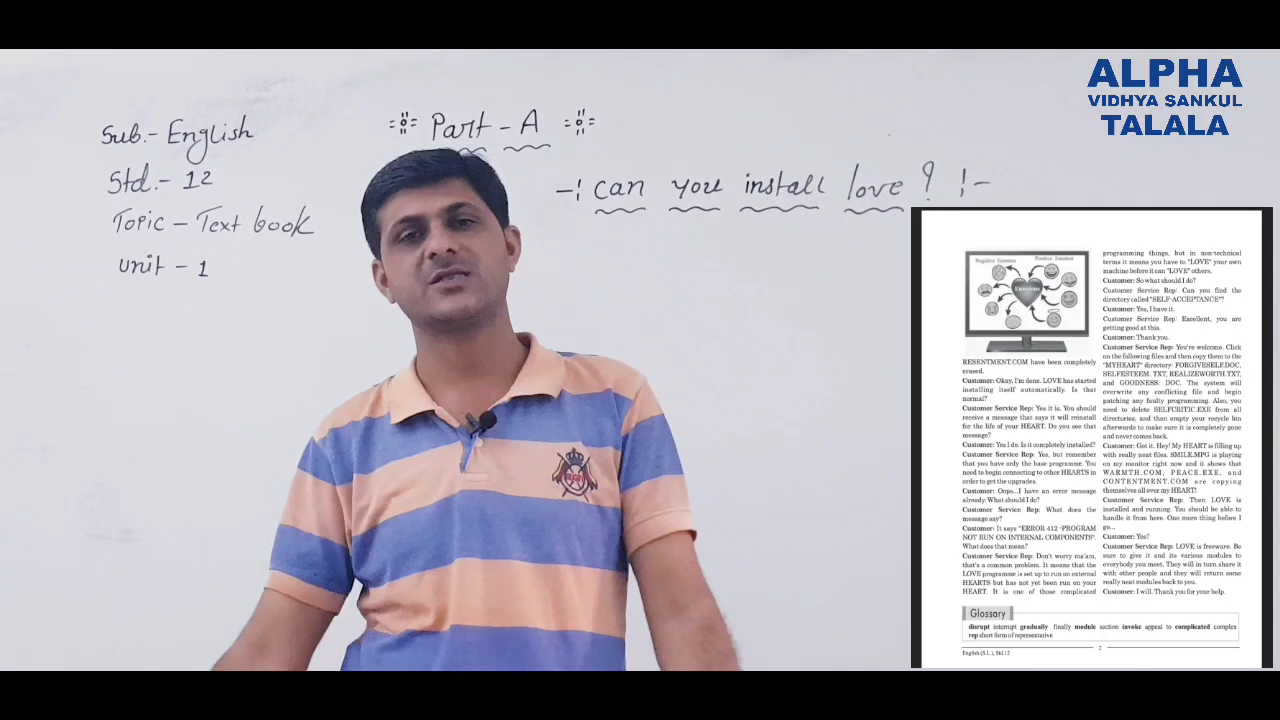 ALPHA
VIDHYA SANKUL
TALALA
Sub.- English
Std.- 12
Topic - Text book
Unit - 1
Part - A
can you install love?
Negative Emotion
Positive Emotion
Emotions
RESENTMENT.COM have been completely
erased.
Customer: Okay, I'm done. LOVE has started
installing itself automatically. Is that
normal?
Customer Service Rep: Yes it is. You should
receive a message that says it will reinstall
for the life of your HEART. Do you see that
message?
Customer: Yes I do. Is it completely installed?
Customer Service Rep: Yes, but remember
that you have only the base programme. You
need to begin connecting to other HEARTS in
order to get the upgrades.
Customer: Oops...I have an error message
already. What should I do?
Customer Service Rep: What does the
message say?
Customer: It says "ERROR 412 -PROGRAM
NOT RUN ON INTERNAL COMPONENTS".
What does that mean?
Customer Service Rep: Don't worry ma'am,
that's a common problem. It means that the
LOVE programme is set up to run on external
HEARTS but has not yet been run on your
HEART. It is one of those complicated
programming things, but in non-technical
terms it means you have to "LOVE" your own
machine before it can "LOVE" others.
Customer: So what should I do?
Customer Service Rep: Can you find the
directory called "SELF-ACCEPTANCE"?
Customer: Yes, I have it.
Customer Service Rep: Excellent, you are
getting good at this.
Customer: Thank you.
Customer Service Rep: You're welcome. Click
on the following files and then copy them to the
"MYHEART" directory: FORGIVESELF.DOC,
SELFESTEEM. TXT, REALIZEWORTH.TXT,
and GOODNESS. DOC. The system will
overwrite any conflicting file and begin
patching any faulty programming. Also, you
need to delete SELFCRITIC.EXE from all
directories, and then empty your recycle bin
afterwards to make sure it is completely gone
and never comes back.
Customer: Got it. Hey! My HEART is filling up
with really neat files. SMILE.MPG is playing
on my monitor right now and it shows that
WARMTH.COM, PEACE.EXE, and
CONTENTMENT.COM are copying
themselves all over my HEART!
Customer Service Rep: Then LOVE is
installed and running. You should be able to
handle it from here. One more thing before I
go...
Customer: Yes?
Customer Service Rep: LOVE is freeware. Be
sure to give it and its various modules to
everybody you meet. They will in turn share it
with other people and they will return some
really neat modules back to you.
Customer: I will. Thank you for your help.
Glossary
disrupt interrupt gradually finally module section invoke appeal to complicated complex
rep short form of representative
2
English (S.L.), Std.12